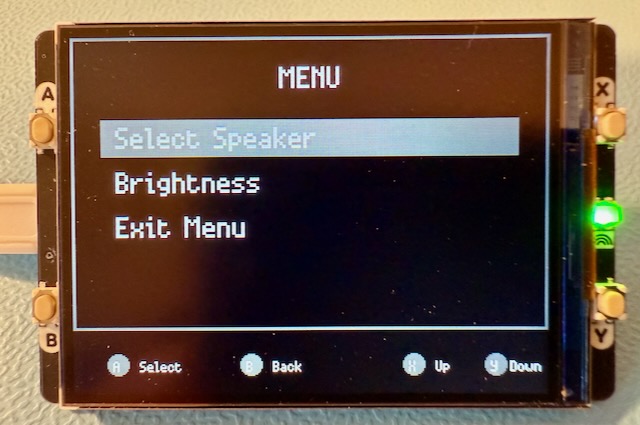 MENU
A
X
Select Speaker
Brightness
Exit Menu
B
Y
A Select B Back X Up Y Down